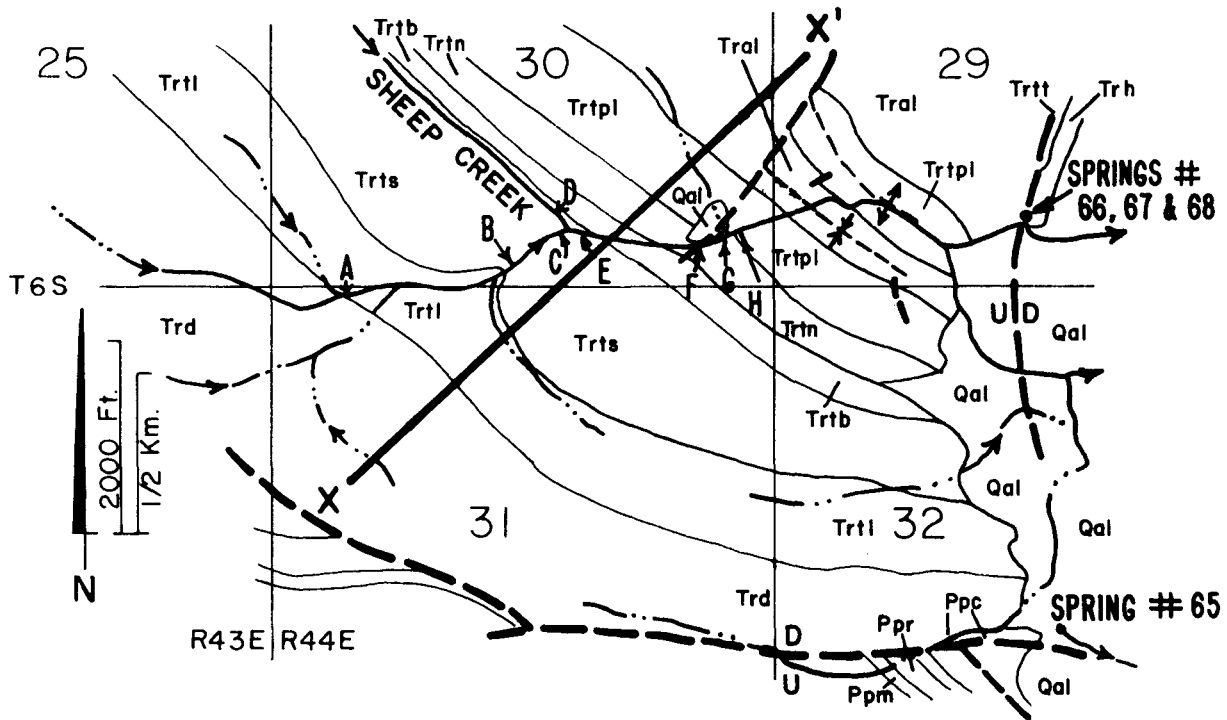 25
30
29
Trtb
Trtn
X'
Tral
Trtl
Trtpl
Tral
Trtt
Trh
SHEEP CREEK
Trts
Qal
Trtpl
SPRINGS #
66, 67 & 68
D
B
C
E
A
F
G
H
Trtpl
T6S
Trd
Trtl
Trts
Trtn
U D
Qal
Trtb
Qal
2000 Ft.
1/2 Km.
X
31
Trtl
32
Qal
Qal
N
R43E R44E
Trd
D
U
Ppr
Ppc
Ppm
SPRING # 65
Qal